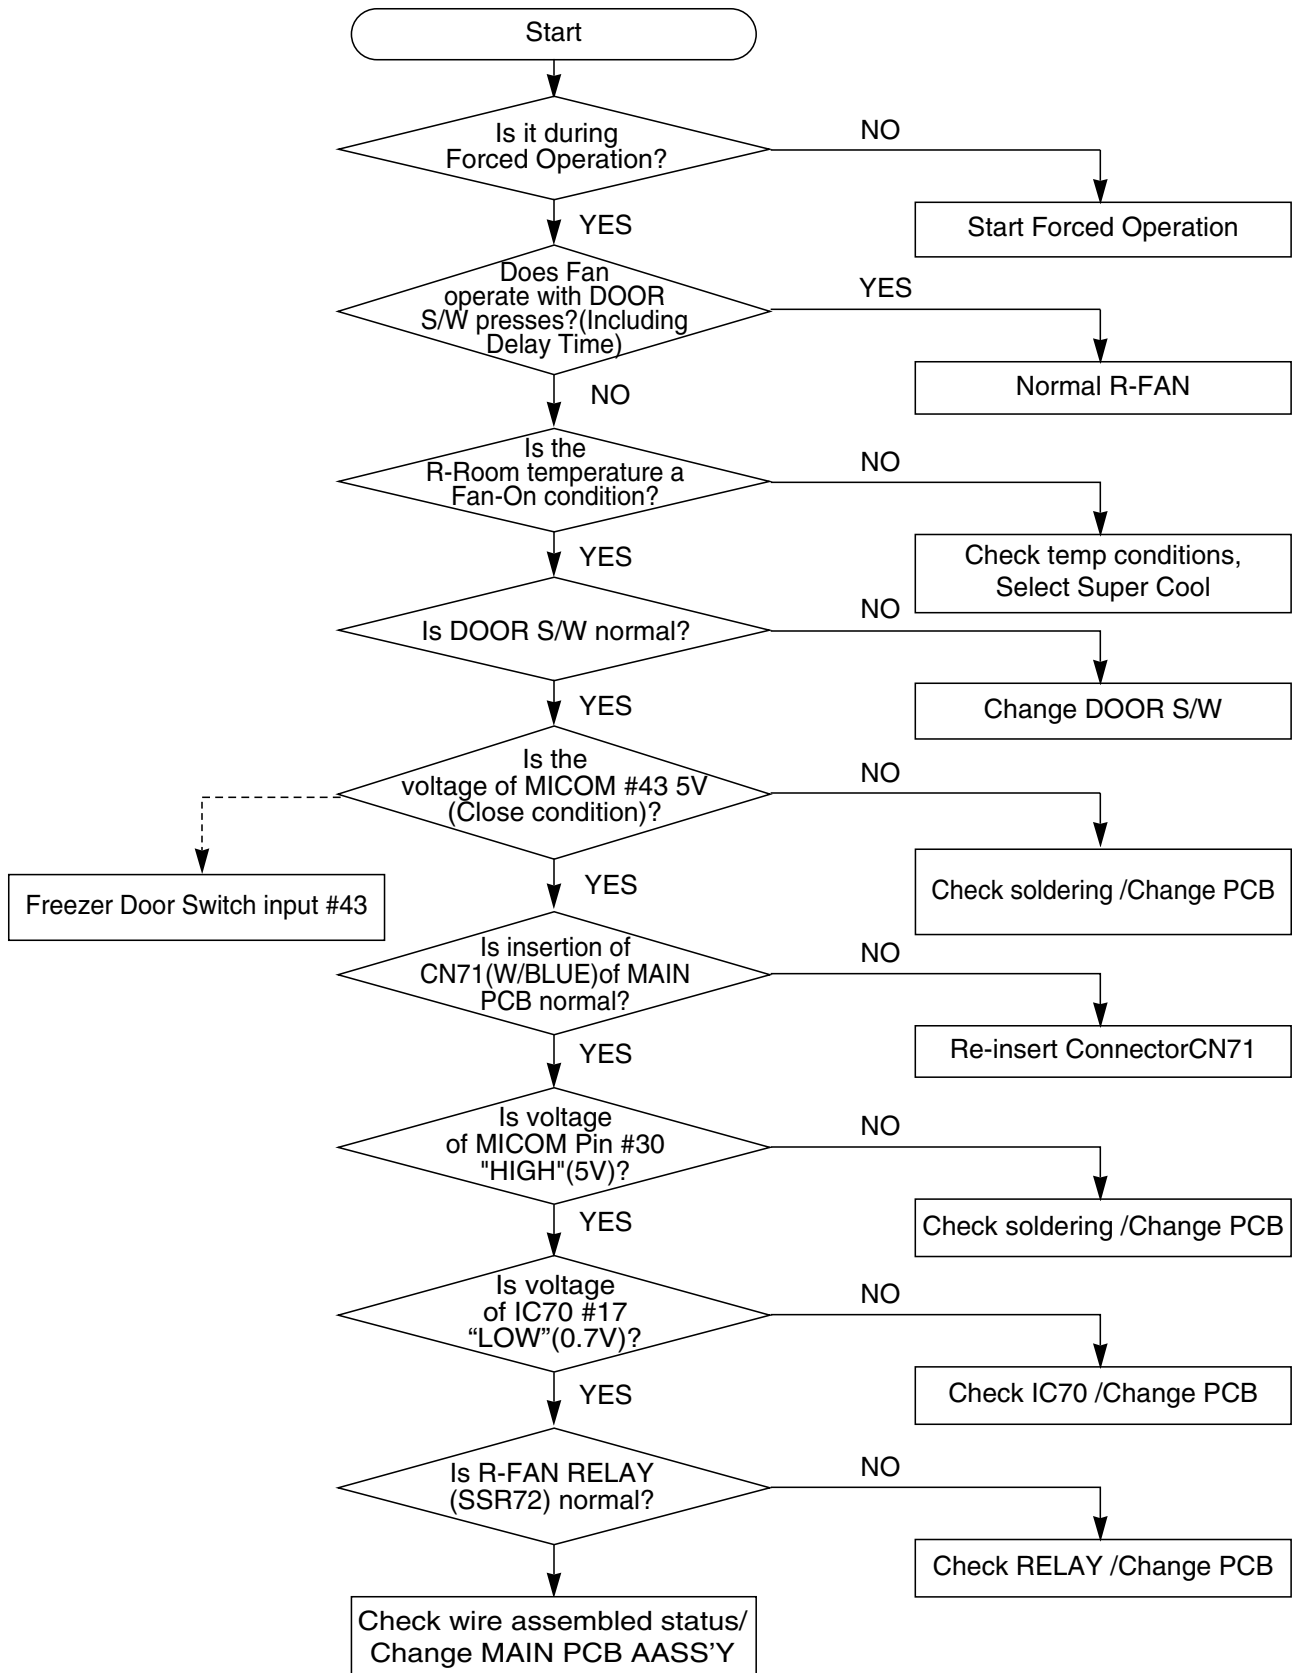 Start
Is it during
Forced Operation?
NO
Start Forced Operation
YES
Does Fan
operate with DOOR
S/W presses?(Including
Delay Time)
YES
Normal R-FAN
NO
Is the
R-Room temperature a
Fan-On condition?
NO
Check temp conditions,
Select Super Cool
YES
Is DOOR S/W normal?
NO
Change DOOR S/W
YES
Is the
voltage of MICOM #43 5V
(Close condition)?
NO
Check soldering /Change PCB
Freezer Door Switch input #43
YES
Is insertion of
CN71(W/BLUE)of MAIN
PCB normal?
NO
Re-insert ConnectorCN71
YES
Is voltage
of MICOM Pin #30
"HIGH"(5V)?
NO
Check soldering /Change PCB
YES
Is voltage
of IC70 #17
“LOW”(0.7V)?
NO
Check IC70 /Change PCB
YES
Is R-FAN RELAY
(SSR72) normal?
NO
Check RELAY /Change PCB
Check wire assembled status/
Change MAIN PCB AASS’Y